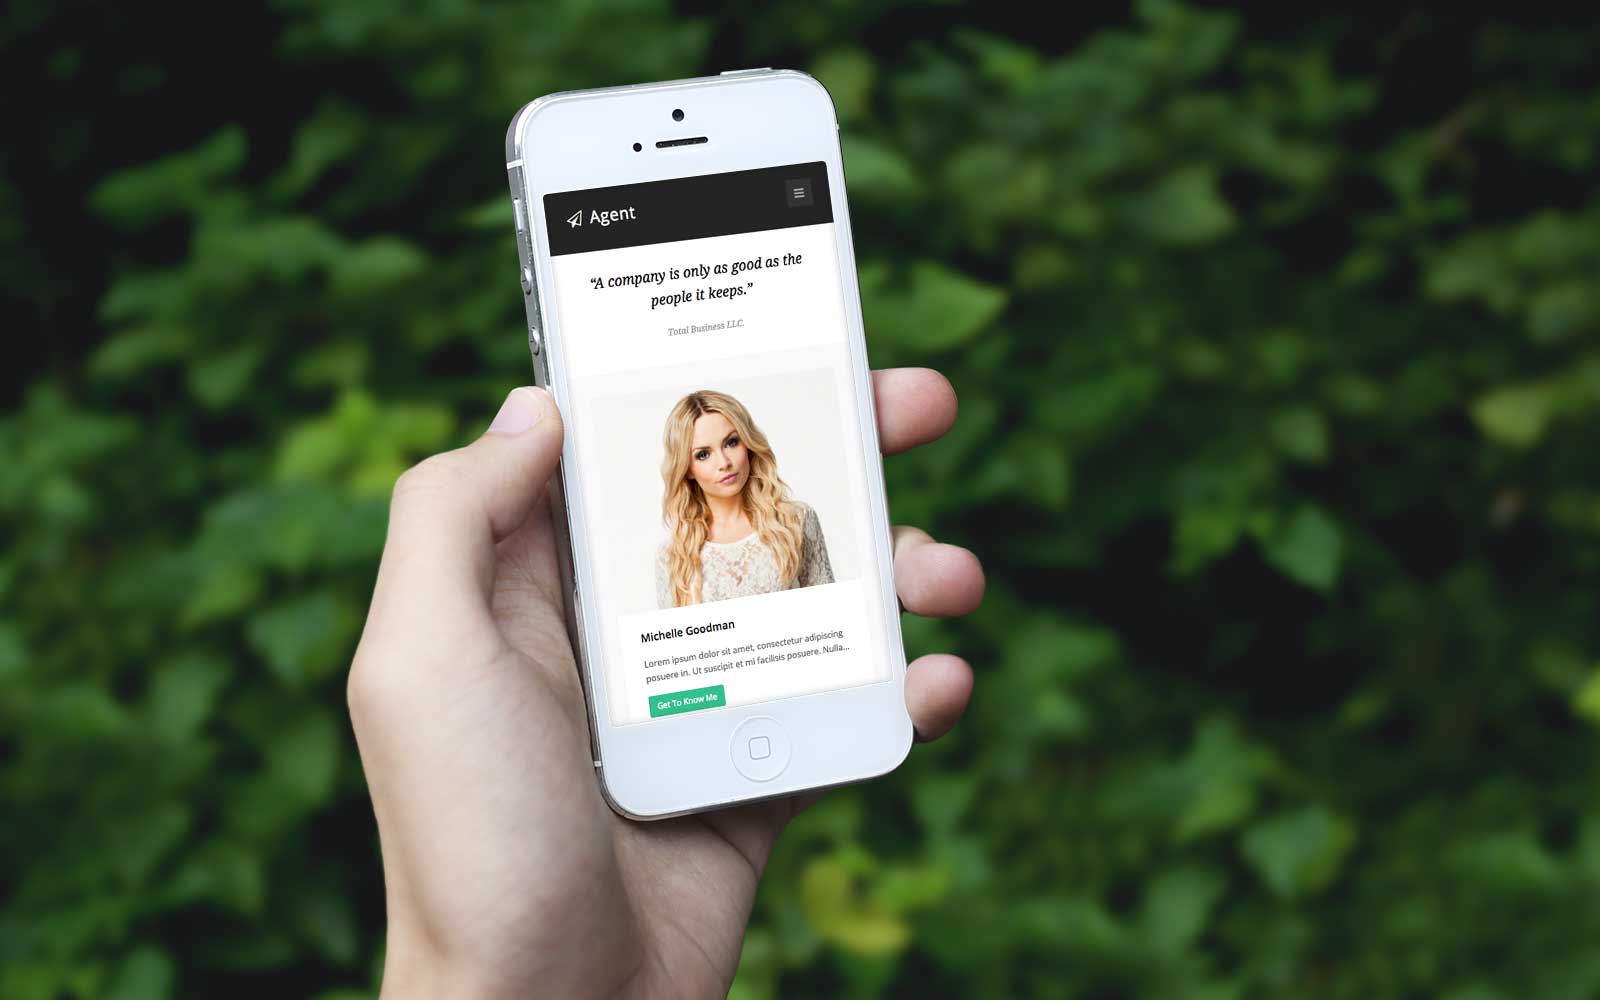 Agent
“A company is only as good as the
people it keeps.”
Total Business LLC.
Michelle Goodman
Lorem ipsum dolor sit amet, consectetur adipiscing
posuere in. Ut suscipit et mi facilisis posuere. Nulla...
Get To Know Me